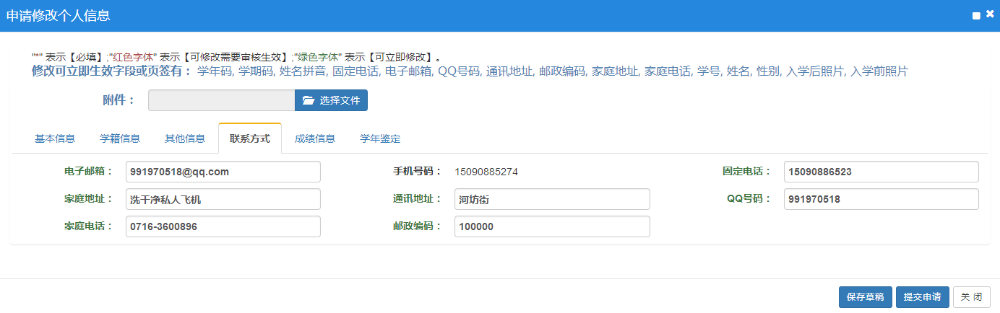 申请修改个人信息
"*" 表示【必填】;"红色字体" 表示【可修改需要审核生效】;"绿色字体" 表示【可立即修改】。
修改可立即生效字段或页签有： 学年码, 学期码, 姓名拼音, 固定电话, 电子邮箱, QQ号码, 通讯地址, 邮政编码, 家庭地址, 家庭电话, 学号, 姓名, 性别, 入学后照片, 入学前照片
附件： 选择文件
基本信息 学籍信息 其他信息 联系方式 成绩信息 学年鉴定
电子邮箱： 991970518@qq.com 手机号码： 15090885274 固定电话： 15090886523
家庭地址： 洗干净私人飞机 通讯地址： 河坊街 QQ号码： 991970518
家庭电话： 0716-3600896 邮政编码： 100000
保存草稿 提交申请 关 闭